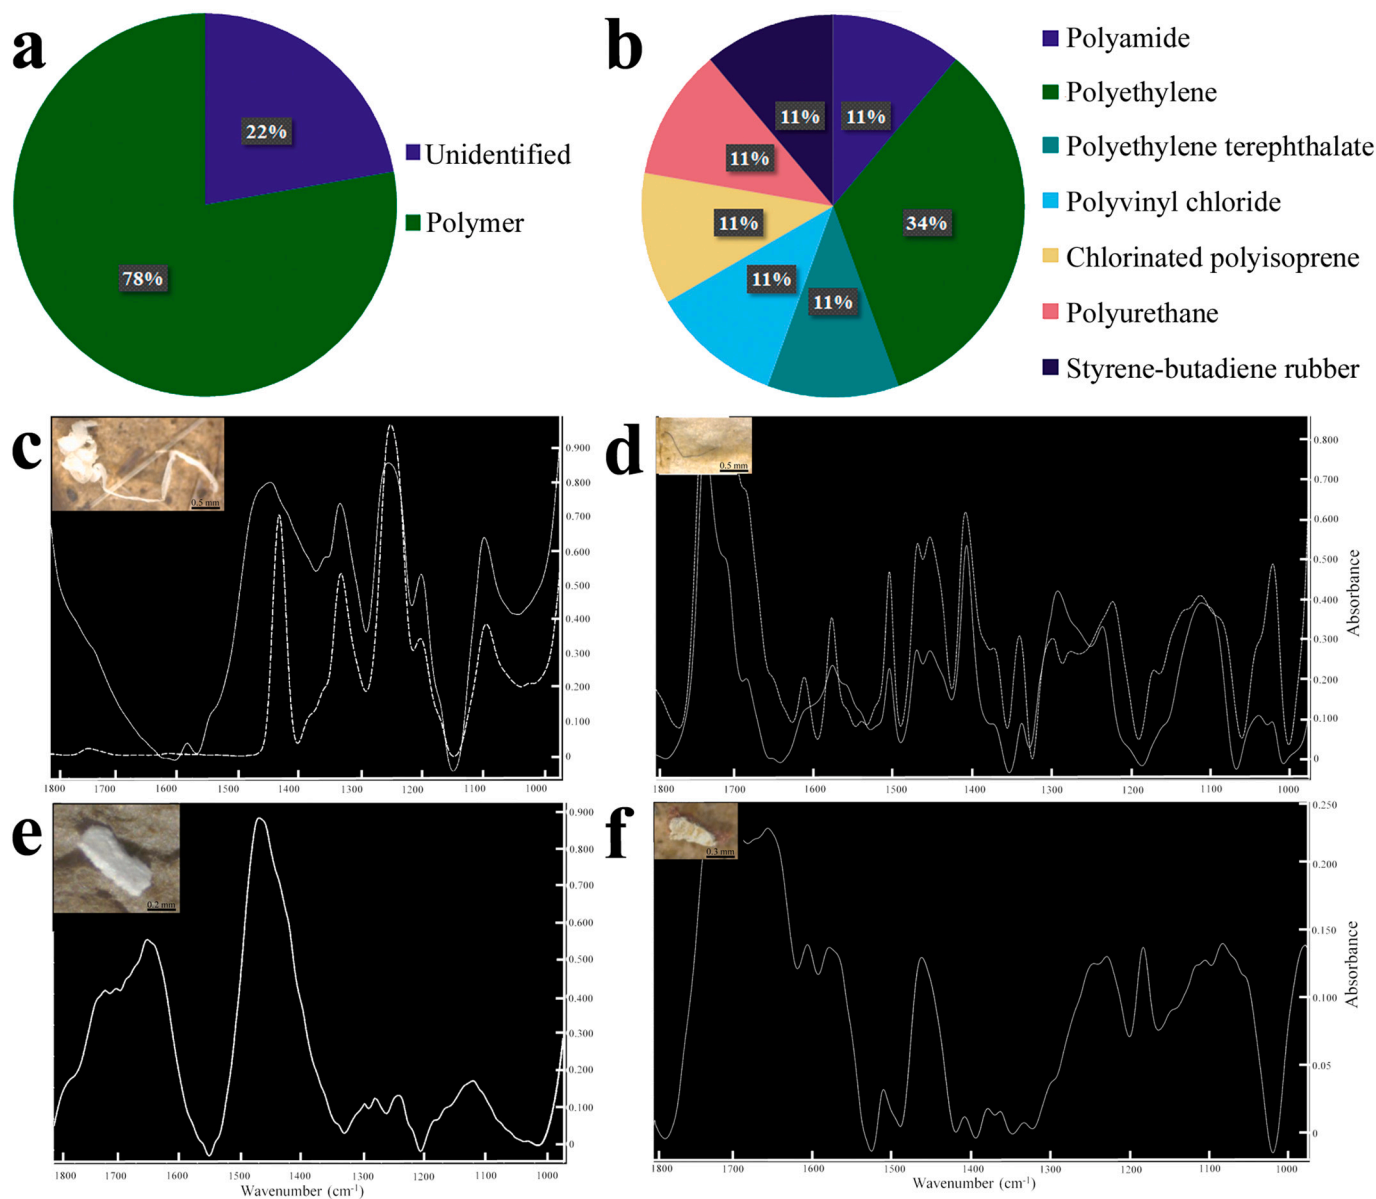 a
22%
78%
Unidentified
Polymer
b
11%
11%
34%
11%
11%
11%
11%
Polyamide
Polyethylene
Polyethylene terephthalate
Polyvinyl chloride
Chlorinated polyisoprene
Polyurethane
Styrene-butadiene rubber
c
0.5 mm
0.900
0.800
0.700
0.600
0.500
0.400
0.300
0.200
0.100
0
1800 1700 1600 1500 1400 1300 1200 1100 1000
d
0.5 mm
0.800
0.700
0.600
0.500
0.400
0.300
0.200
0.100
0
Absorbance
1800 1700 1600 1500 1400 1300 1200 1100 1000
e
0.2 mm
0.900
0.800
0.700
0.600
0.500
0.400
0.300
0.200
0.100
0
1800 1700 1600 1500 1400 1300 1200 1100 1000
Wavenumber (cm⁻¹)
f
0.3 mm
0.250
0.200
0.150
0.100
0.05
0
Absorbance
1800 1700 1600 1500 1400 1300 1200 1100 1000
Wavenumber (cm⁻¹)